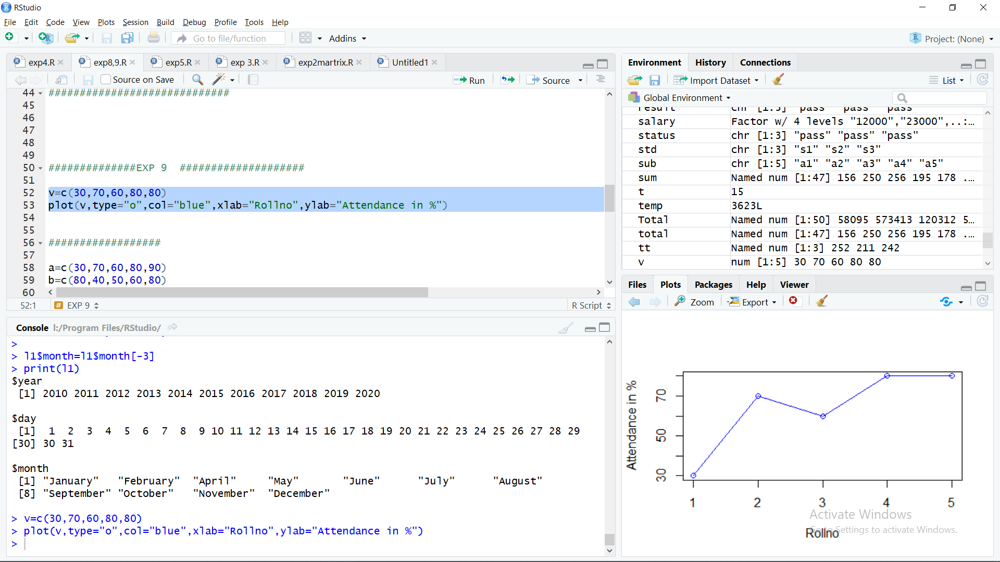 RStudio
File Edit Code View Plots Session Build Debug Profile Tools Help
Go to file/function Addins Project: (None)
exp4.R exp8,9.R exp5.R exp 3.R exp2martrix.R Untitled1
Source on Save Run Source
44 #############################
45
46
47
48
49
50 ##############EXP 9 ####################
51
52 v=c(30,70,60,80,80)
53 plot(v,type="o",col="blue",xlab="Rollno",ylab="Attendance in %")
54
55
56 ##################
57
58 a=c(30,70,60,80,90)
59 b=c(80,40,50,60,80)
60
52:1 # EXP 9 R Script
Console I:/Program Files/RStudio/
>
> l1$month=l1$month[-3]
> print(l1)
$year
[1] 2010 2011 2012 2013 2014 2015 2016 2017 2018 2019 2020
$day
[1] 1 2 3 4 5 6 7 8 9 10 11 12 13 14 15 16 17 18 19 20 21 22 23 24 25 26 27 28 29
[30] 30 31
$month
[1] "January" "February" "April" "May" "June" "July" "August"
[8] "September" "October" "November" "December"
> v=c(30,70,60,80,80)
> plot(v,type="o",col="blue",xlab="Rollno",ylab="Attendance in %")
>
Environment History Connections
Import Dataset List
Global Environment
result chr [1:3] "pass" "pass" "pass"
salary Factor w/ 4 levels "12000","23000",..:…
status chr [1:3] "pass" "pass" "pass"
std chr [1:3] "s1" "s2" "s3"
sub chr [1:5] "a1" "a2" "a3" "a4" "a5"
sum Named num [1:47] 156 250 256 195 178 .…
t 15
temp 3623L
Total Named num [1:50] 58095 573413 120312 5…
total Named num [1:47] 156 250 256 195 178 .…
tt Named num [1:3] 252 211 242
v num [1:5] 30 70 60 80 80
Files Plots Packages Help Viewer
Zoom Export
Attendance in %
70
50
30
1 2 3 4 5
Rollno
Activate Windows
Go to Settings to activate Windows.